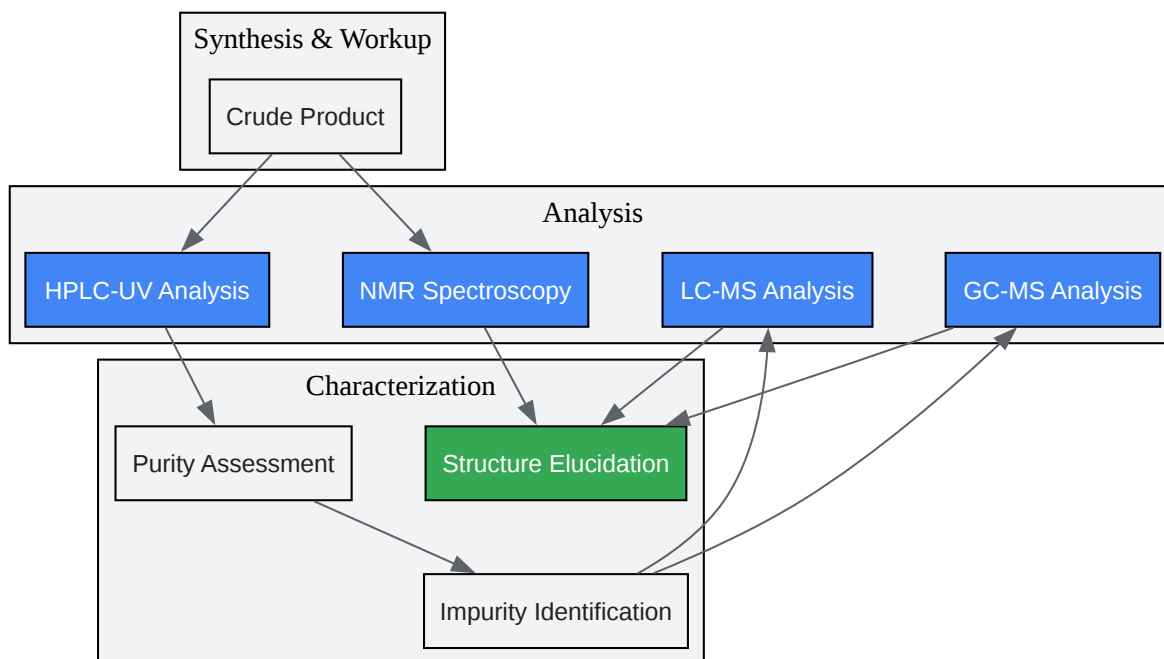 Synthesis & Workup
Crude Product
Analysis
HPLC-UV Analysis
NMR Spectroscopy
LC-MS Analysis
GC-MS Analysis
Characterization
Purity Assessment
Structure Elucidation
Impurity Identification